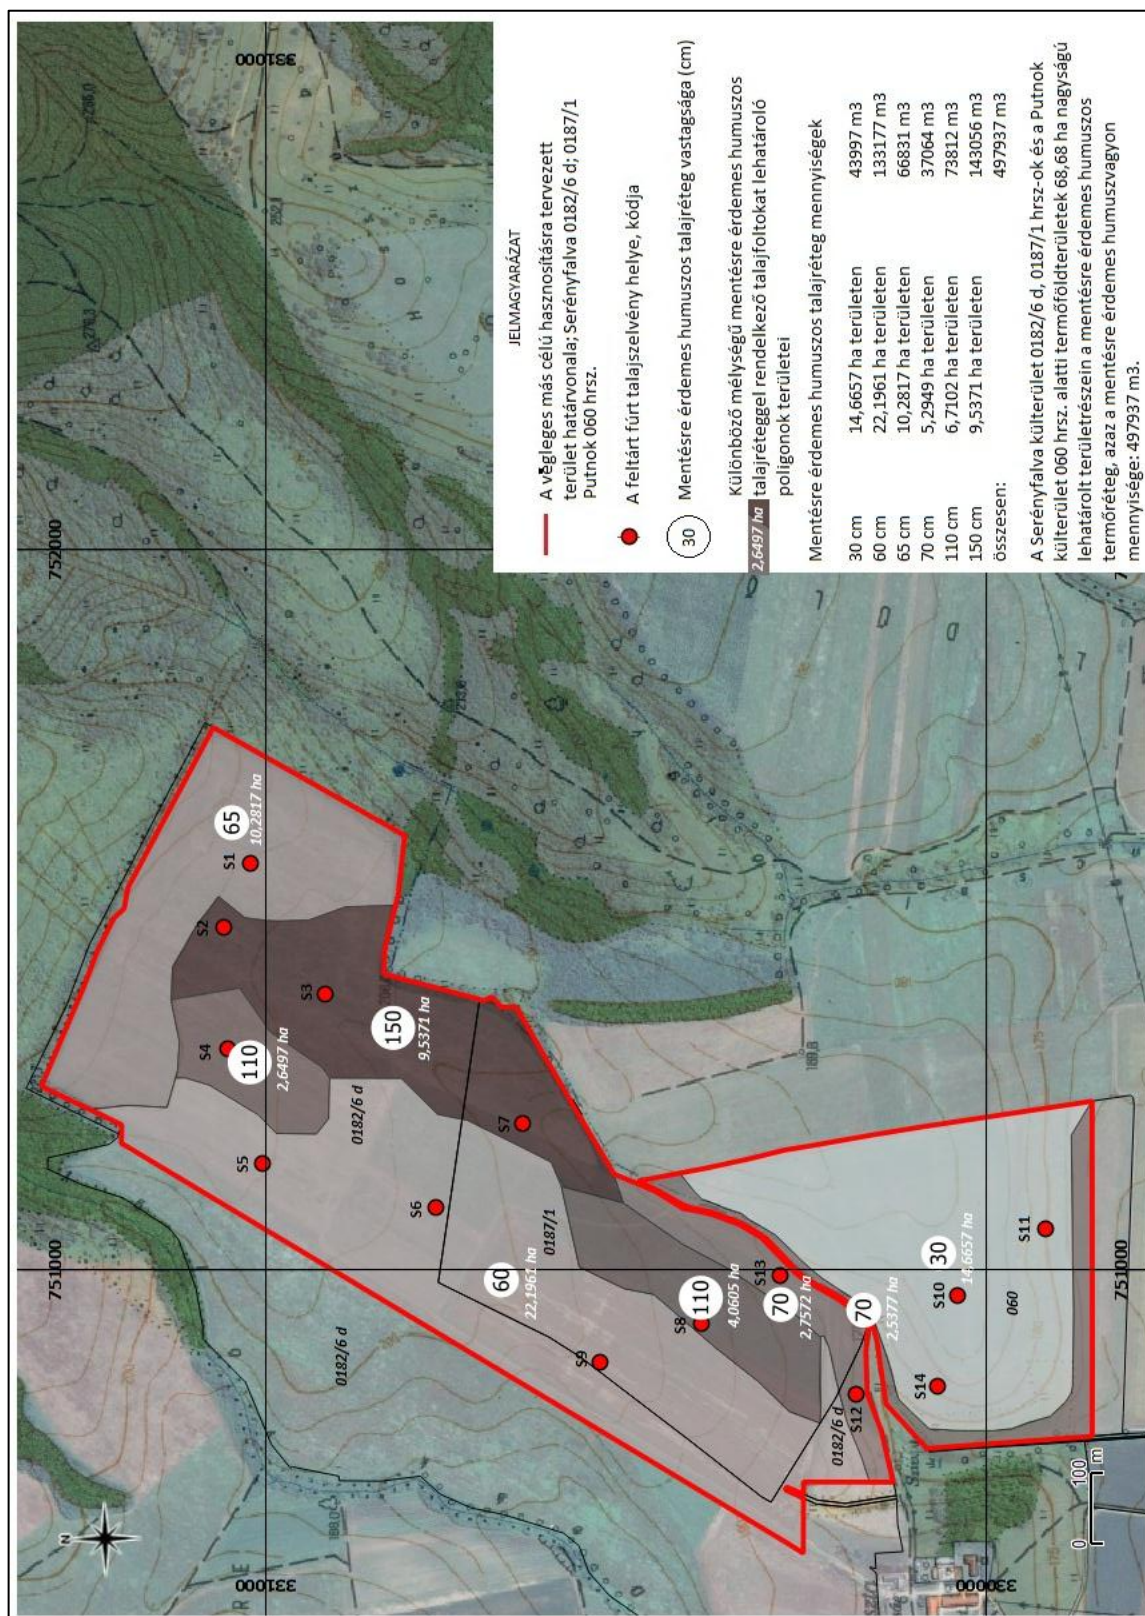 JELMAGYARÁZAT
A végleges más célú hasznosításra tervezett
terület határvonala; Serényfalva 0182/6 d; 0187/1
Putnok 060 hrsz.
A feltárt fúrt talajszelvény helye, kódja
30
Mentésre érdemes humuszos talajréteg vastagsága (cm)
Különböző mélységű mentésre érdemes humuszos
2,6497 ha talajréteggel rendelkező talajfoltokat lehatároló
poligonok területei
Mentésre érdemes humuszos talajréteg mennyiségek
30 cm 14,6657 ha területen 43997 m3
60 cm 22,1961 ha területen 133177 m3
65 cm 10,2817 ha területen 66831 m3
70 cm 5,2949 ha területen 37064 m3
110 cm 6,7102 ha területen 73812 m3
150 cm 9,5371 ha területen 143056 m3
összesen: 497937 m3
A Serényfalva külterület 0182/6 d, 0187/1 hrsz-ok és a Putnok
külterület 060 hrsz. alatti termőföldterületek 68,68 ha nagyságú
lehatárolt területrészein a mentésre érdemes humuszos
termőréteg, azaz a mentésre érdemes humuszvagyon
mennyisége: 497937 m3.
N
751000
752000
331000
331000
S1
65
10,2817 ha
S2
S3
S4
110
2,6497 ha
150
9,5371 ha
S5
0182/6 d
0182/6 d
S6
S7
0187/1
60
22,1961 ha
S8
110
4,0605 ha
S9
S13
70
2,7572 ha
70
2,5377 ha
S12
0182/6 d
S10
30
14,6657 ha
S11
060
S14
751000
330000
0 100
m